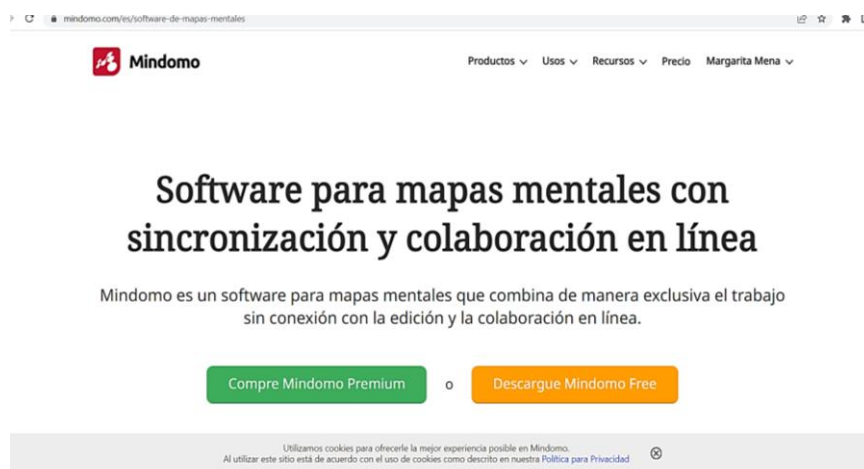 mindomo.com/es/software-de-mapas-mentales
Mindomo
Productos Usos Recursos Precio Margarita Mena
Software para mapas mentales con
sincronización y colaboración en línea
Mindomo es un software para mapas mentales que combina de manera exclusiva el trabajo
sin conexión con la edición y la colaboración en línea.
Compre Mindomo Premium o Descargue Mindomo Free
Utilizamos cookies para ofrecerle la mejor experiencia posible en Mindomo.
Al utilizar este sitio está de acuerdo con el uso de cookies como descrito en nuestra Política para Privacidad